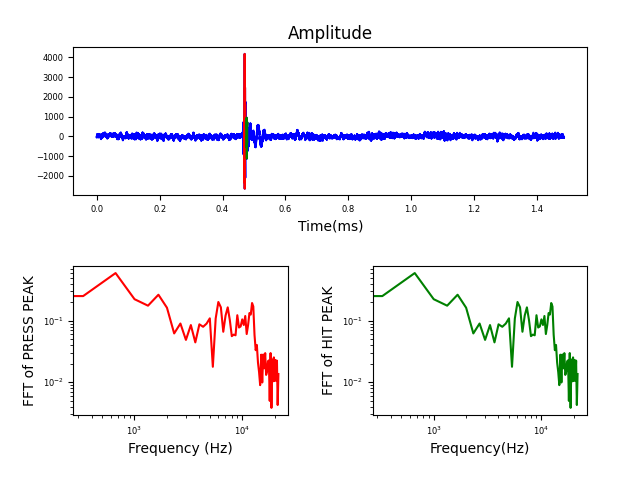 Amplitude
4000
3000
2000
1000
0
−1000
−2000
0.0 0.2 0.4 0.6 0.8 1.0 1.2 1.4
Time(ms)
FFT of PRESS PEAK
10⁻¹
10⁻²
10³ 10⁴
Frequency (Hz)
FFT of HIT PEAK
10⁻¹
10⁻²
10³ 10⁴
Frequency(Hz)